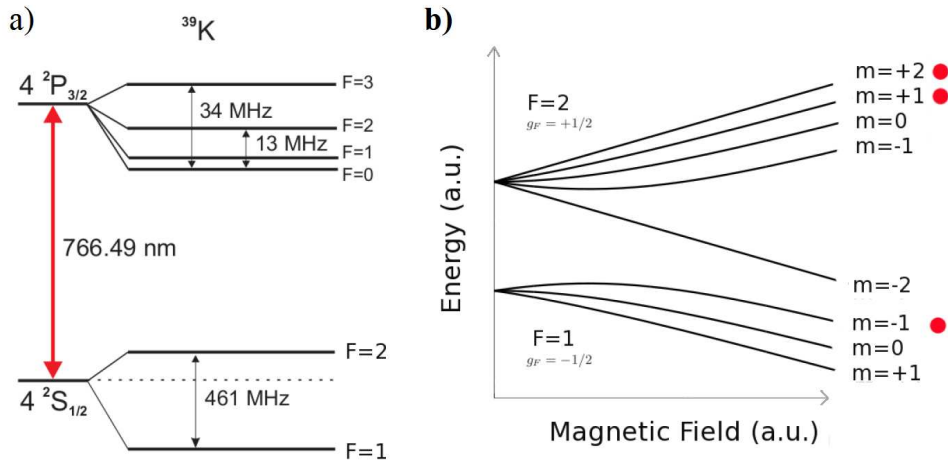 a)
³⁹K
4 ²P₃/₂
F=3
34 MHz
F=2
13 MHz
F=1
F=0
766.49 nm
F=2
4 ²S₁/₂
461 MHz
F=1
b)
Energy (a.u.)
F=2
g_F = +1/2
m=+2
m=+1
m=0
m=-1
m=-2
F=1
g_F = −1/2
m=-1
m=0
m=+1
Magnetic Field (a.u.)